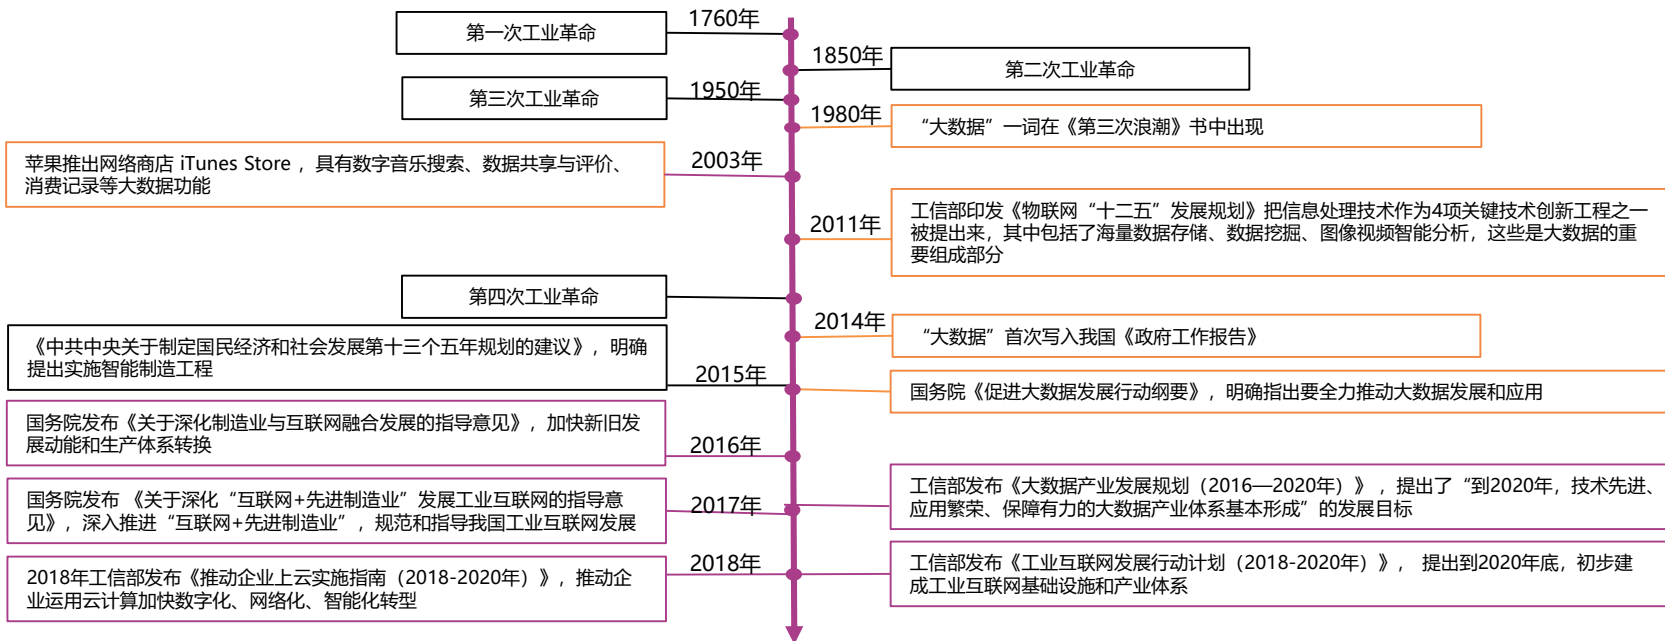 1760年
第一次工业革命
1850年
第二次工业革命
1950年
第三次工业革命
1980年
“大数据”一词在《第三次浪潮》书中出现
2003年
苹果推出网络商店 iTunes Store ，具有数字音乐搜索、数据共享与评价、
消费记录等大数据功能
2011年
工信部印发《物联网“十二五”发展规划》把信息处理技术作为4项关键技术创新工程之一
被提出来，其中包括了海量数据存储、数据挖掘、图像视频智能分析，这些是大数据的重
要组成部分
第四次工业革命
2014年
“大数据”首次写入我国《政府工作报告》
《中共中央关于制定国民经济和社会发展第十三个五年规划的建议》，明确
提出实施智能制造工程
2015年
国务院《促进大数据发展行动纲要》，明确指出要全力推动大数据发展和应用
国务院发布《关于深化制造业与互联网融合发展的指导意见》，加快新旧发
展动能和生产体系转换
2016年
国务院发布 《关于深化“互联网+先进制造业”发展工业互联网的指导意
见》，深入推进“互联网+先进制造业”，规范和指导我国工业互联网发展
2017年
工信部发布《大数据产业发展规划（2016—2020年）》，提出了“到2020年，技术先进、
应用繁荣、保障有力的大数据产业体系基本形成”的发展目标
2018年
2018年工信部发布《推动企业上云实施指南（2018-2020年）》，推动企
业运用云计算加快数字化、网络化、智能化转型
工信部发布《工业互联网发展行动计划（2018-2020年）》， 提出到2020年底，初步建
成工业互联网基础设施和产业体系